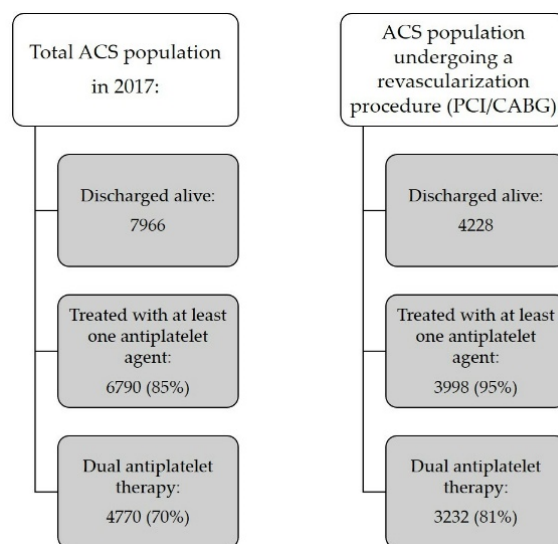 Total ACS population
in 2017:
Discharged alive:
7966
Treated with at least
one antiplatelet
agent:
6790 (85%)
Dual antiplatelet
therapy:
4770 (70%)
ACS population
undergoing a
revascularization
procedure (PCI/CABG)
Discharged alive:
4228
Treated with at least
one antiplatelet
agent:
3998 (95%)
Dual antiplatelet
therapy:
3232 (81%)